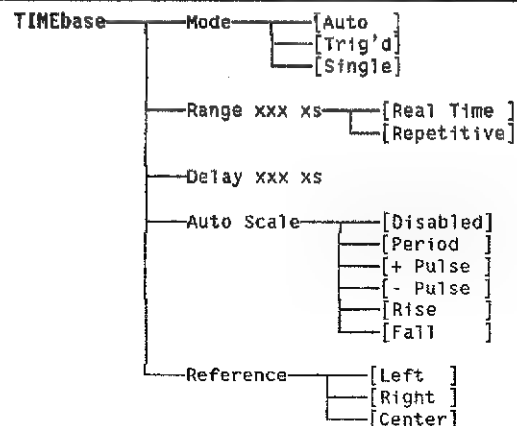 TIMEbase Mode [Auto ]
[Trig'd]
[Single]
Range xxx xs [Real Time ]
[Repetitive]
Delay xxx xs
Auto Scale [Disabled]
[Period ]
[+ Pulse ]
[- Pulse ]
[Rise ]
[Fall ]
Reference [Left ]
[Right ]
[Center]